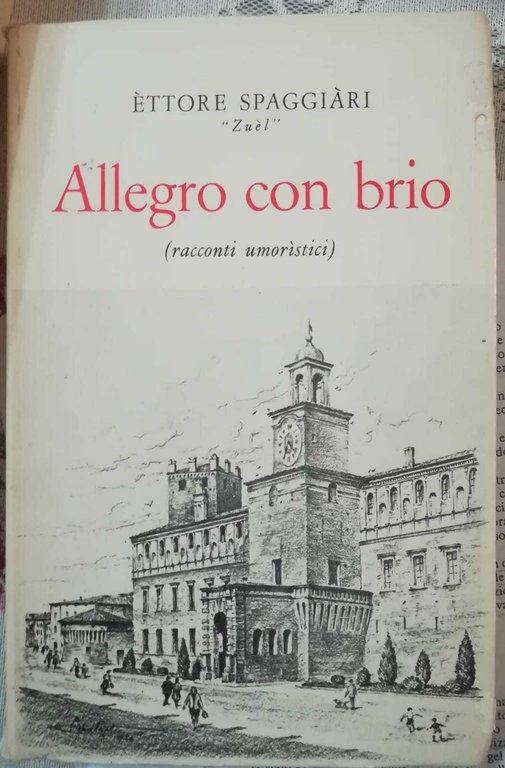 ÈTTORE SPAGGIÀRI
"Zuèl"
Allegro con brio
(racconti umorìstici)